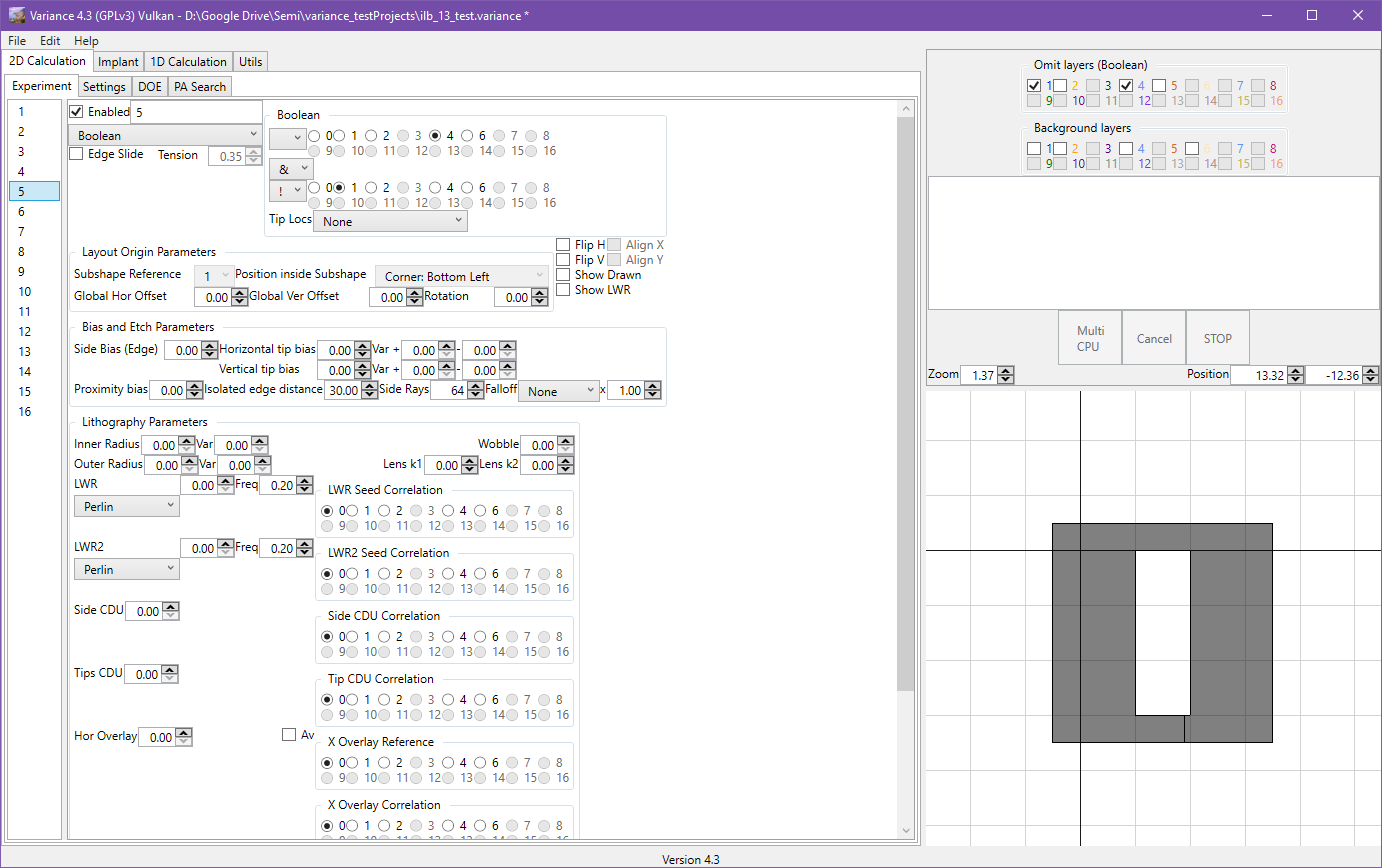 Variance 4.3 (GPLv3) Vulkan - D:\Google Drive\Semi\variance_testProjects\ilb_13_test.variance *
File Edit Help
2D Calculation Implant 1D Calculation Utils
Experiment Settings DOE PA Search
1
2
3
4
5
6
7
8
9
10
11
12
13
14
15
16
Enabled 5
Boolean
Edge Slide Tension 0.35
Boolean
0 1 2 3 4 6 7 8
9 10 11 12 13 14 15 16
&
! 0 1 2 3 4 6 7 8
9 10 11 12 13 14 15 16
Tip Locs None
Layout Origin Parameters
Subshape Reference 1 Position inside Subshape Corner: Bottom Left
Global Hor Offset 0.00 Global Ver Offset 0.00 Rotation 0.00
Flip H Align X
Flip V Align Y
Show Drawn
Show LWR
Bias and Etch Parameters
Side Bias (Edge) 0.00 Horizontal tip bias 0.00 Var + 0.00 - 0.00
Vertical tip bias 0.00 Var + 0.00 - 0.00
Proximity bias 0.00 Isolated edge distance 30.00 Side Rays 64 Falloff None x 1.00
Lithography Parameters
Inner Radius 0.00 Var 0.00 Wobble 0.00
Outer Radius 0.00 Var 0.00 Lens k1 0.00 Lens k2 0.00
LWR 0.00 Freq 0.20
Perlin
LWR Seed Correlation
0 1 2 3 4 6 7 8
9 10 11 12 13 14 15 16
LWR2 0.00 Freq 0.20
Perlin
LWR2 Seed Correlation
0 1 2 3 4 6 7 8
9 10 11 12 13 14 15 16
Side CDU 0.00
Side CDU Correlation
0 1 2 3 4 6 7 8
9 10 11 12 13 14 15 16
Tips CDU 0.00
Tip CDU Correlation
0 1 2 3 4 6 7 8
9 10 11 12 13 14 15 16
Hor Overlay 0.00 Av
X Overlay Reference
0 1 2 3 4 6 7 8
9 10 11 12 13 14 15 16
X Overlay Correlation
0 1 2 3 4 6 7 8
Omit layers (Boolean)
1 2 3 4 5 6 7 8
9 10 11 12 13 14 15 16
Background layers
1 2 3 4 5 6 7 8
9 10 11 12 13 14 15 16
Multi
CPU
Cancel
STOP
Zoom 1.37 Position 13.32 -12.36
Version 4.3